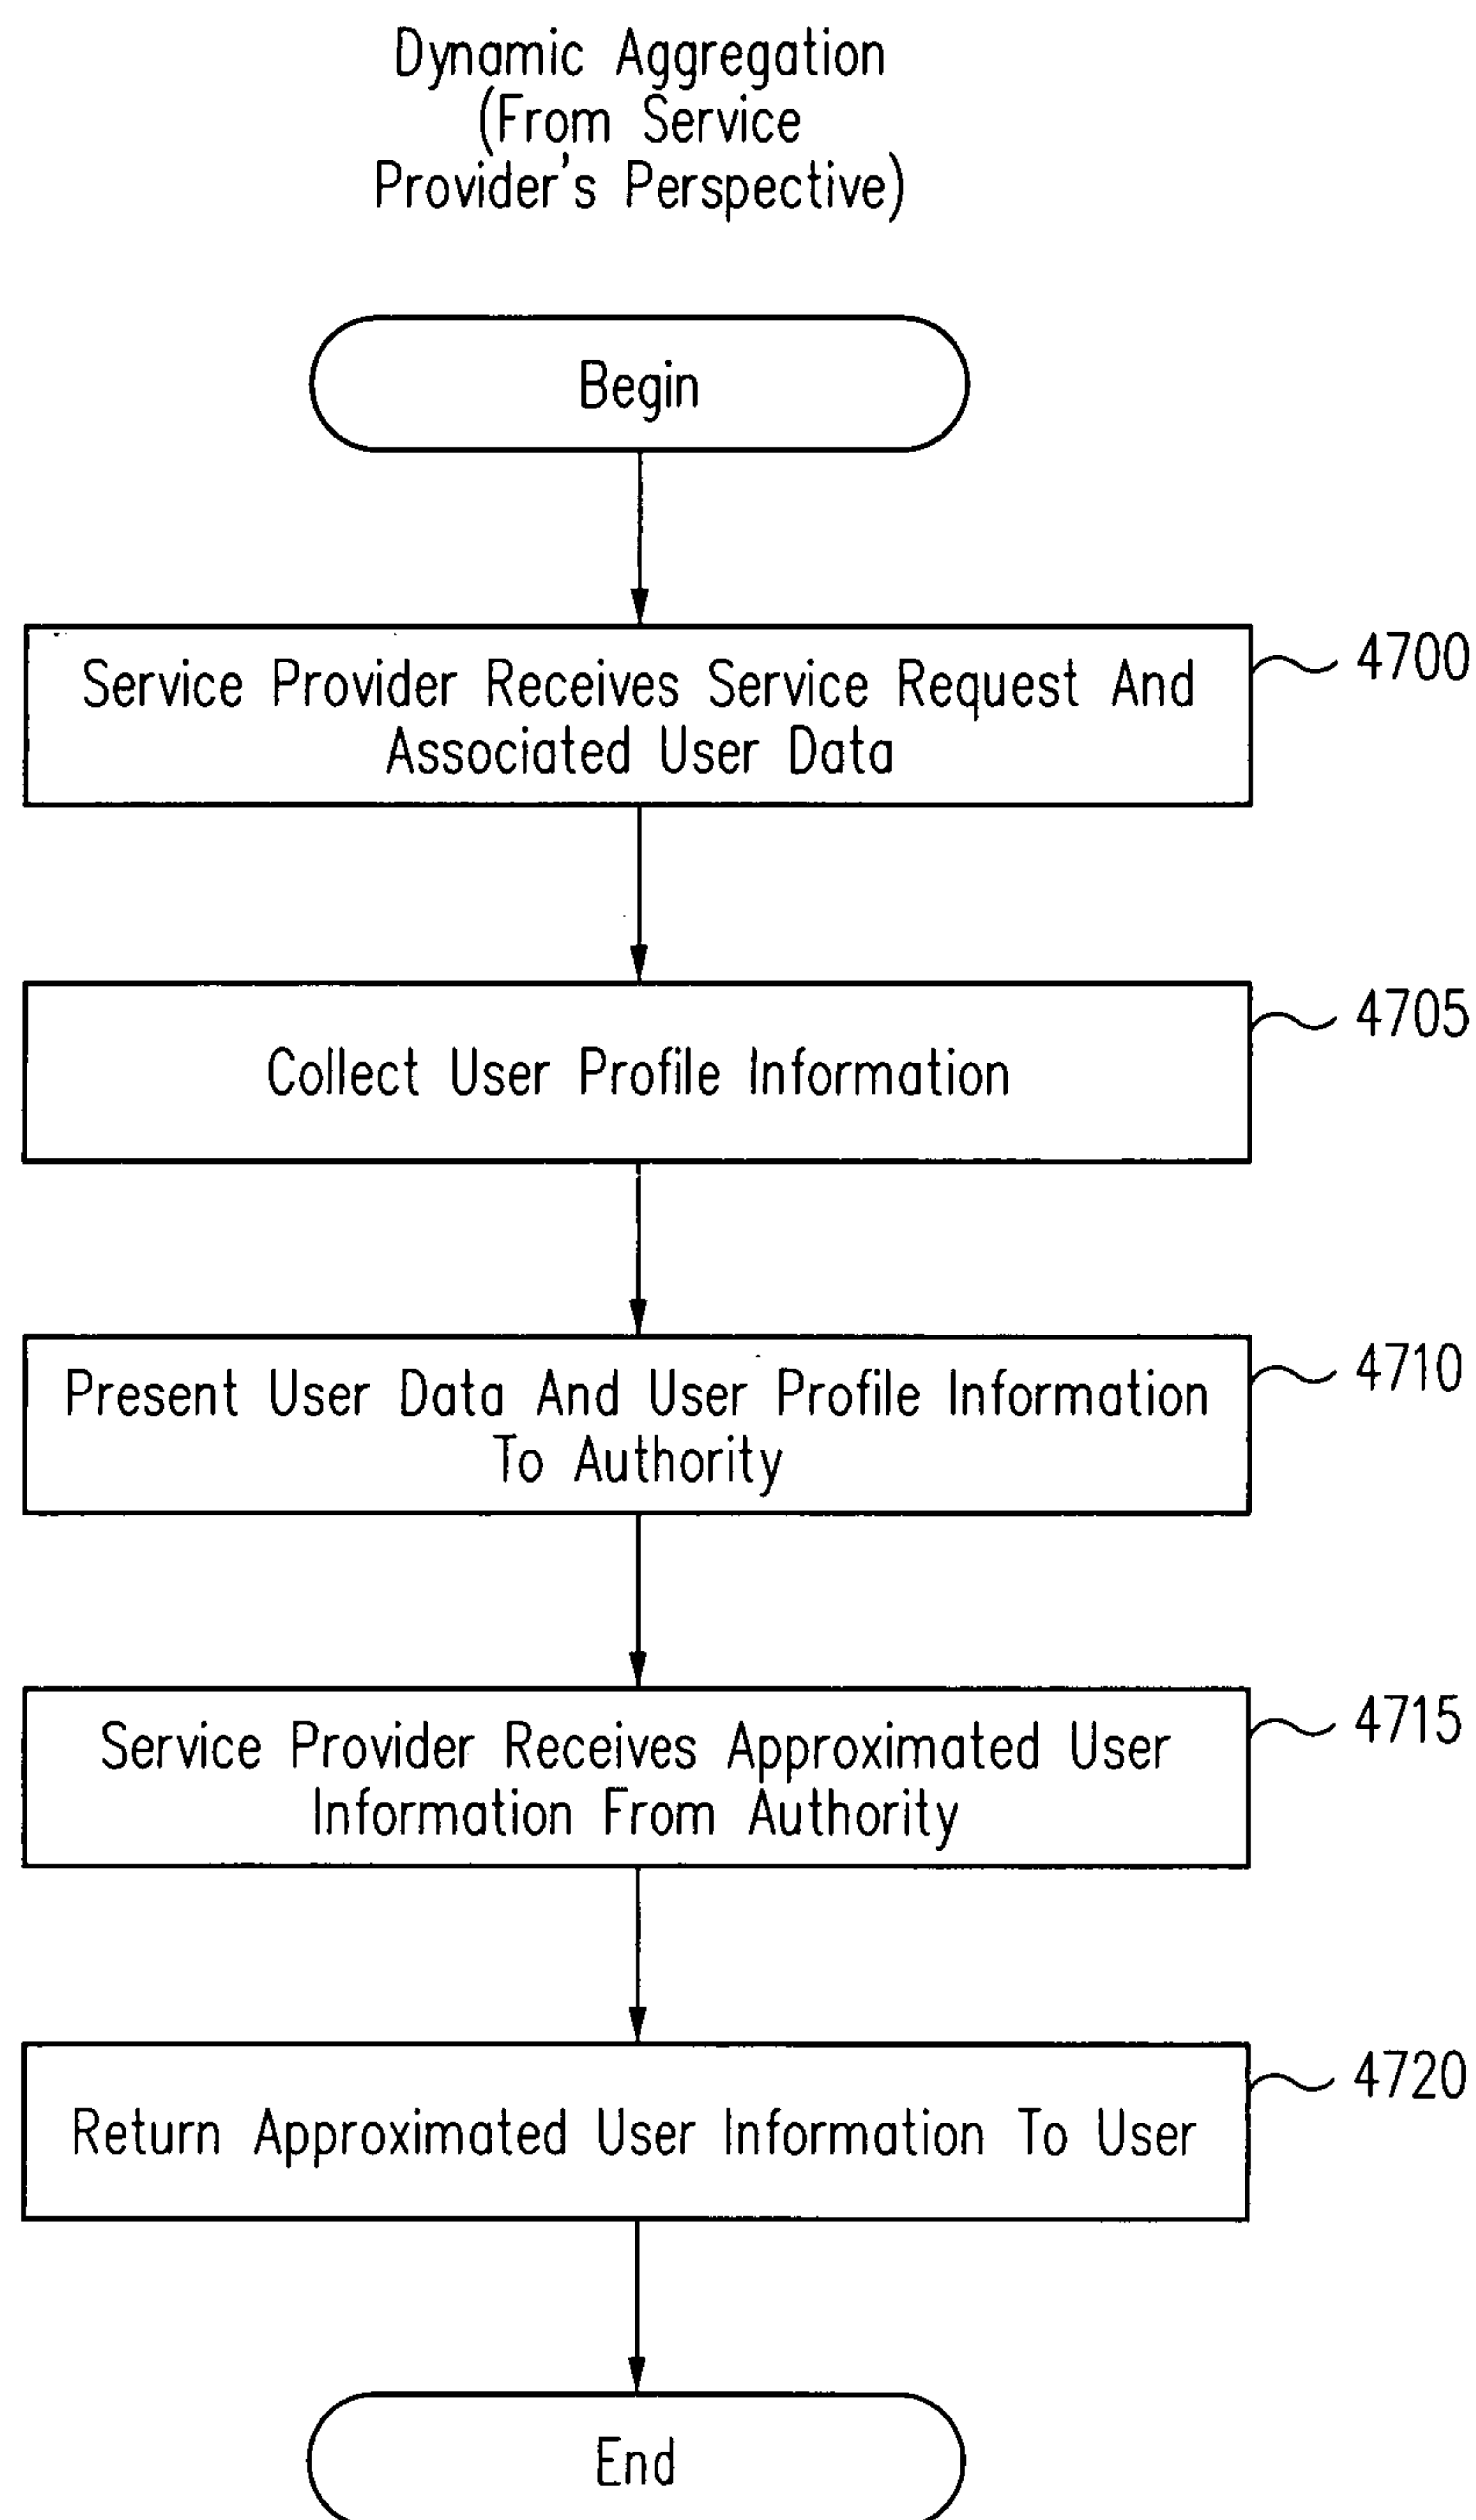 Dynamic Aggregation
(From Service
Provider's Perspective)
Begin
Service Provider Receives Service Request And
Associated User Data
4700
Collect User Profile Information
4705
Present User Data And User Profile Information
To Authority
4710
Service Provider Receives Approximated User
Information From Authority
4715
Return Approximated User Information To User
4720
End